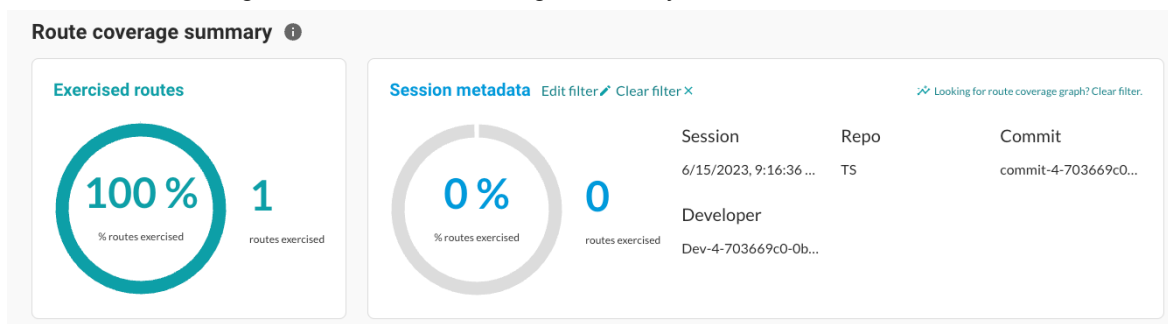 Route coverage summary
Exercised routes
100 %
% routes exercised
1
routes exercised
Session metadata Edit filter Clear filter ×
Looking for route coverage graph? Clear filter.
0 %
% routes exercised
0
routes exercised
Session
6/15/2023, 9:16:36 ...
Repo
TS
Commit
commit-4-703669c0...
Developer
Dev-4-703669c0-0b...